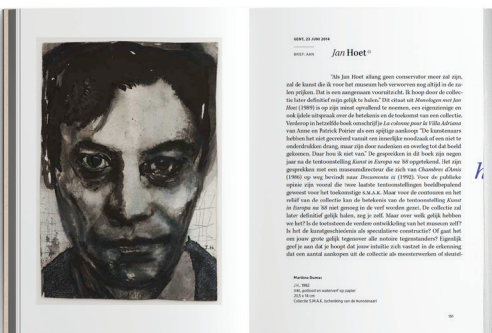 GENT, 23 JUNI 2014
BRIEF AAN
Jan Hoet
"Als Jan Hoet allang geen conservator meer zal zijn,
zal de kunst die ik voor het museum heb verworven nog altijd in de za-
len prijken. Dat is een aangenaam vooruitzicht. Ik hoop door de collec-
tie later definitief mijn gelijk te halen." Dit citaat uit Monologen met Jan
Hoet (1989) is op zijn minst opvallend te noemen, een eigenzinnige en
ook ijdele uitspraak over de betekenis en de toekomst van een collectie.
Verderop in hetzelfde boek omschrijf je La colonne pour la Villa Adriana
van Anne en Patrick Poirier als een spijtige aankoop: "De kunstenaars
hebben het niet gecreëerd vanuit een innerlijke noodzaak of een niet te
onderdrukken drang, maar zijn door nadenken en overleg tot dat beeld
gekomen. Daar hou ik niet van." De gesprekken in dit boek zijn negen
jaar na de tentoonstelling Kunst in Europa na '68 opgetekend. Het zijn
gesprekken met een museumdirecteur die zich van Chambres d'Amis
(1986) op weg bevindt naar Documenta IX (1992). Voor de publieke
opinie zijn vooral die twee laatste tentoonstellingen beeldbepalend
geweest voor het toekomstige S.M.A.K. Maar voor de contouren en het
reliëf van de collectie kan de betekenis van de tentoonstelling Kunst
in Europa na '68 niet genoeg in de verf worden gezet. De collectie zal
later definitief gelijk halen, zeg je zelf. Maar over welk gelijk hebben
we het? Is de toetssteen de verdere ontwikkeling van het museum zelf?
Is het de kunstgeschiedenis als speculatieve constructie? Of gaat het
om jouw grote gelijk tegenover alle notoire tegenstanders? Eigenlijk
geef je aan dat je hoopt dat jouw intuïtie zich vastzet in de erkenning
dat een aantal aankopen uit de collectie als meesterwerken of sleutel-
Marlène Dumas
J.H., 1992
Inkt, potlood en waterverf op papier
Collectie S.M.A.K.
151
J.H.